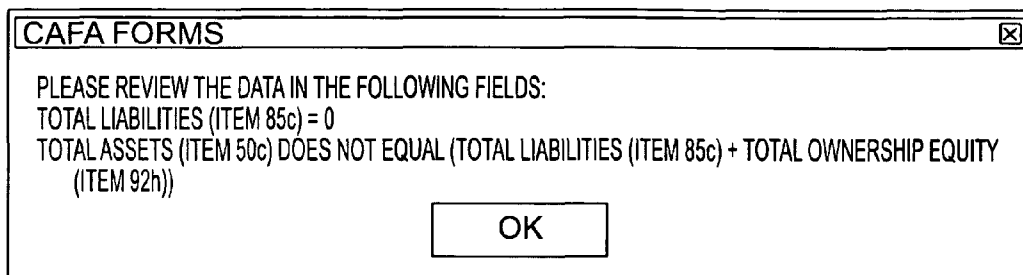 CAFA FORMS
PLEASE REVIEW THE DATA IN THE FOLLOWING FIELDS:
TOTAL LIABILITIES (ITEM 85c) = 0
TOTAL ASSETS (ITEM 50c) DOES NOT EQUAL (TOTAL LIABILITIES (ITEM 85c) + TOTAL OWNERSHIP EQUITY
(ITEM 92h))
OK